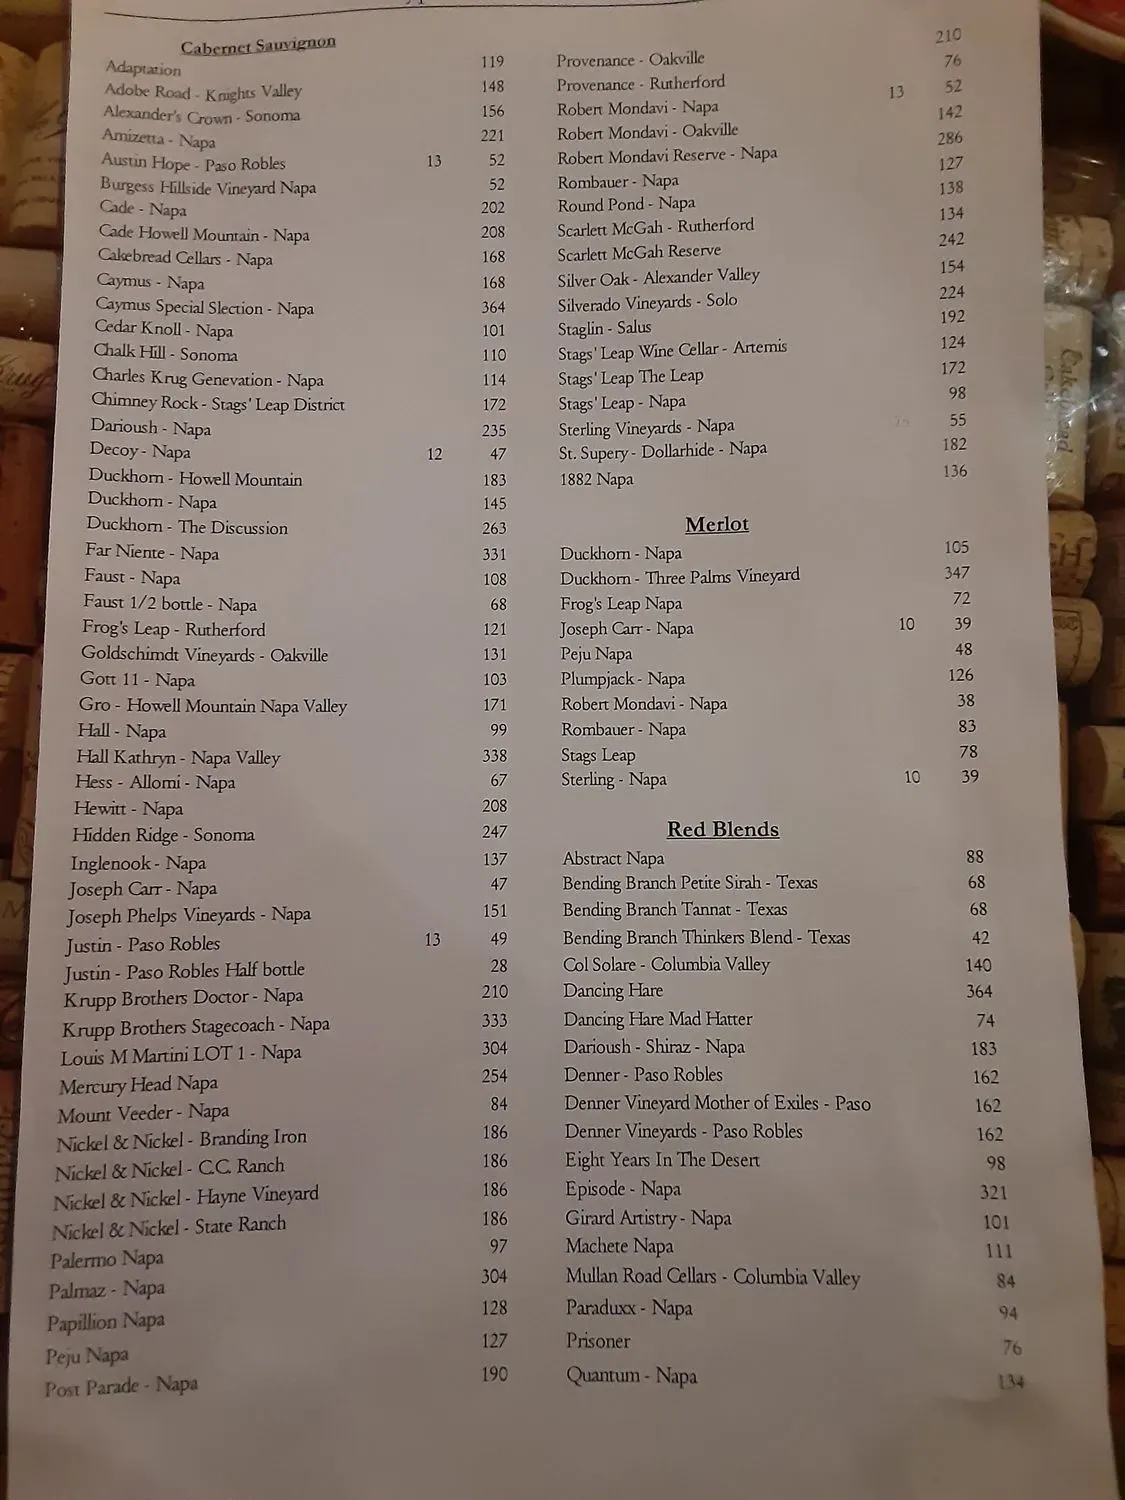 Cabernet Sauvignon
Adaptation 119
Adobe Road - Knights Valley 148
Alexander's Crown - Sonoma 156
Amizetta - Napa 221
Austin Hope - Paso Robles 13 52
Burgess Hillside Vineyard Napa 52
Cade - Napa 202
Cade Howell Mountain - Napa 208
Cakebread Cellars - Napa 168
Caymus - Napa 168
Caymus Special Slection - Napa 364
Cedar Knoll - Napa 101
Chalk Hill - Sonoma 110
Charles Krug Genevation - Napa 114
Chimney Rock - Stags' Leap District 172
Darioush - Napa 235
Decoy - Napa 12 47
Duckhorn - Howell Mountain 183
Duckhorn - Napa 145
Duckhorn - The Discussion 263
Far Niente - Napa 331
Faust - Napa 108
Faust 1/2 bottle - Napa 68
Frog's Leap - Rutherford 121
Goldschimdt Vineyards - Oakville 131
Gott 11 - Napa 103
Gro - Howell Mountain Napa Valley 171
Hall - Napa 99
Hall Kathryn - Napa Valley 338
Hess - Allomi - Napa 67
Hewitt - Napa 208
Hidden Ridge - Sonoma 247
Inglenook - Napa 137
Joseph Carr - Napa 47
Joseph Phelps Vineyards - Napa 151
Justin - Paso Robles 13 49
Justin - Paso Robles Half bottle 28
Krupp Brothers Doctor - Napa 210
Krupp Brothers Stagecoach - Napa 333
Louis M Martini LOT 1 - Napa 304
Mercury Head Napa 254
Mount Veeder - Napa 84
Nickel & Nickel - Branding Iron 186
Nickel & Nickel - C.C. Ranch 186
Nickel & Nickel - Hayne Vineyard 186
Nickel & Nickel - State Ranch 186
Palermo Napa 97
Palmaz - Napa 304
Papillion Napa 128
Peju Napa 127
Post Parade - Napa 190
Provenance - Oakville 210
Provenance - Rutherford 76
Robert Mondavi - Napa 13 52
Robert Mondavi - Oakville 142
Robert Mondavi Reserve - Napa 286
Rombauer - Napa 127
Round Pond - Napa 138
Scarlett McGah - Rutherford 134
Scarlett McGah Reserve 242
Silver Oak - Alexander Valley 154
Silverado Vineyards - Solo 224
Staglin - Salus 192
Stags' Leap Wine Cellar - Artemis 124
Stags' Leap The Leap 172
Stags' Leap - Napa 98
Sterling Vineyards - Napa 55
St. Supery - Dollarhide - Napa 182
1882 Napa 136
Merlot
Duckhorn - Napa 105
Duckhorn - Three Palms Vineyard 347
Frog's Leap Napa 72
Joseph Carr - Napa 10 39
Peju Napa 48
Plumpjack - Napa 126
Robert Mondavi - Napa 38
Rombauer - Napa 83
Stags Leap 78
Sterling - Napa 10 39
Red Blends
Abstract Napa 88
Bending Branch Petite Sirah - Texas 68
Bending Branch Tannat - Texas 68
Bending Branch Thinkers Blend - Texas 42
Col Solare - Columbia Valley 140
Dancing Hare 364
Dancing Hare Mad Hatter 74
Darioush - Shiraz - Napa 183
Denner - Paso Robles 162
Denner Vineyard Mother of Exiles - Paso 162
Denner Vineyards - Paso Robles 162
Eight Years In The Desert 98
Episode - Napa 321
Girard Artistry - Napa 101
Machete Napa 111
Mullan Road Cellars - Columbia Valley 84
Paraduxx - Napa 94
Prisoner 76
Quantum - Napa 134